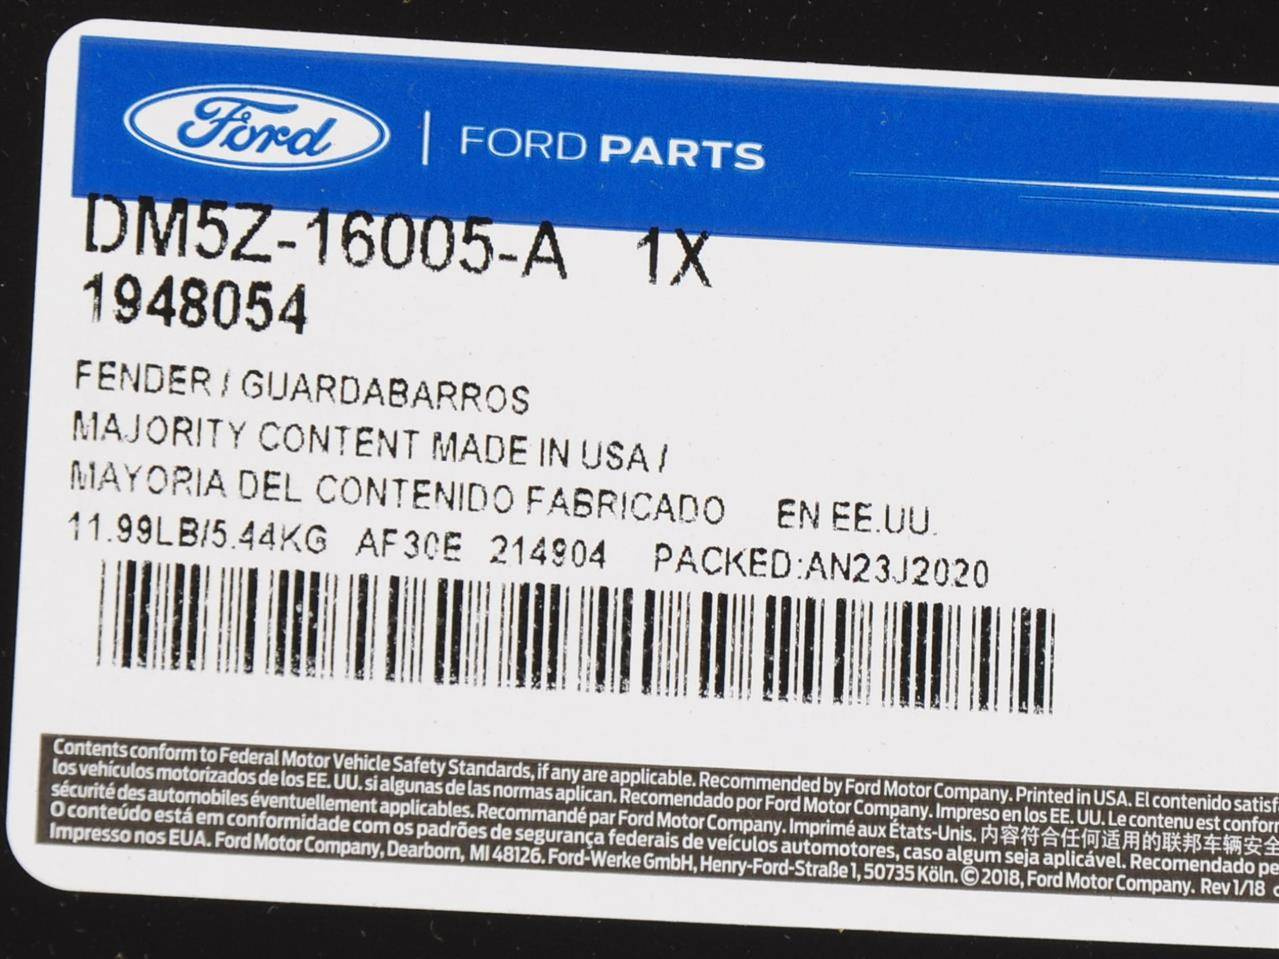 Ford | FORD PARTS
DM5Z-16005-A 1X
1948054
FENDER / GUARDABARROS
MAJORITY CONTENT MADE IN USA /
MAYORIA DEL CONTENIDO FABRICADO EN EE.UU.
11.99LB/5.44KG AF30E 214904 PACKED:AN23J2020
Contents conform to Federal Motor Vehicle Safety Standards, if any are applicable. Recommended by Ford Motor Company. Printed in USA. El contenido satisf
los vehículos motorizados de los EE. UU. si algunas de las normas aplican. Recomendado por Ford Motor Company. Impreso en los EE. UU. Le contenu est confor
sécurité des automobiles éventuellement applicables. Recommandé par Ford Motor Company. Imprimé aux États-Unis. 内容符合任何适用的联邦车辆安全
O conteúdo está em conformidade com os padrões de segurança federais de veículos automotores, caso algum seja aplicável. Recomendado pe
Impresso nos EUA. Ford Motor Company, Dearborn, MI 48126. Ford-Werke GmbH, Henry-Ford-Straße 1, 50735 Köln. © 2018, Ford Motor Company. Rev 1/18